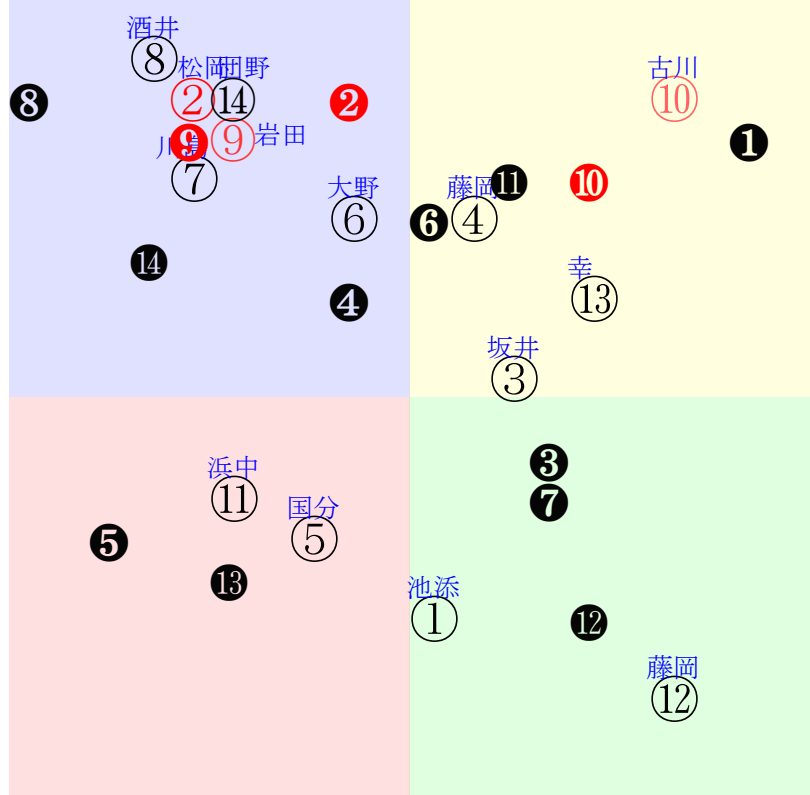 酒井
⑧
松岡
古川
❽
②
⑭
❷
⑩
❾
⑨
岩田
❶
⑦
大野
藤岡
⓫
❿
⑥
❻
④
⓮
幸
❹
⑬
坂井
③
浜中
❸
⑪
国分
❼
❺
⑤
⓭
池添
①
⓬
藤岡
⑫